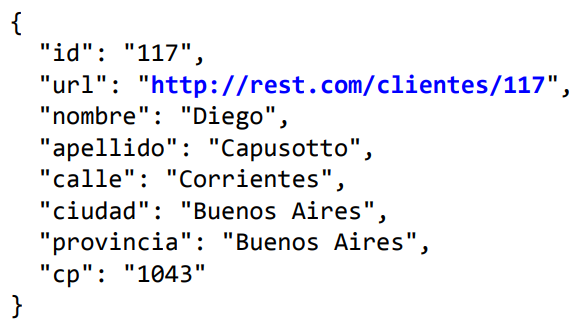 {
"id": "117",
"url": "http://rest.com/clientes/117",
"nombre": "Diego",
"apellido": "Capusotto",
"calle": "Corrientes",
"ciudad": "Buenos Aires",
"provincia": "Buenos Aires",
"cp": "1043"
}